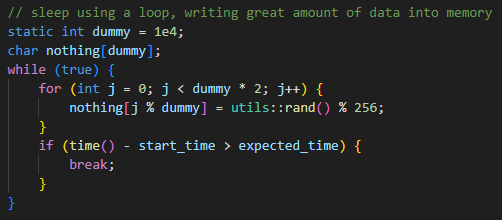 // sleep using a loop, writing great amount of data into memory
static int dummy = 1e4;
char nothing[dummy];
while (true) {
    for (int j = 0; j < dummy * 2; j++) {
        nothing[j % dummy] = utils::rand() % 256;
    }
    if (time() - start_time > expected_time) {
        break;
    }
}